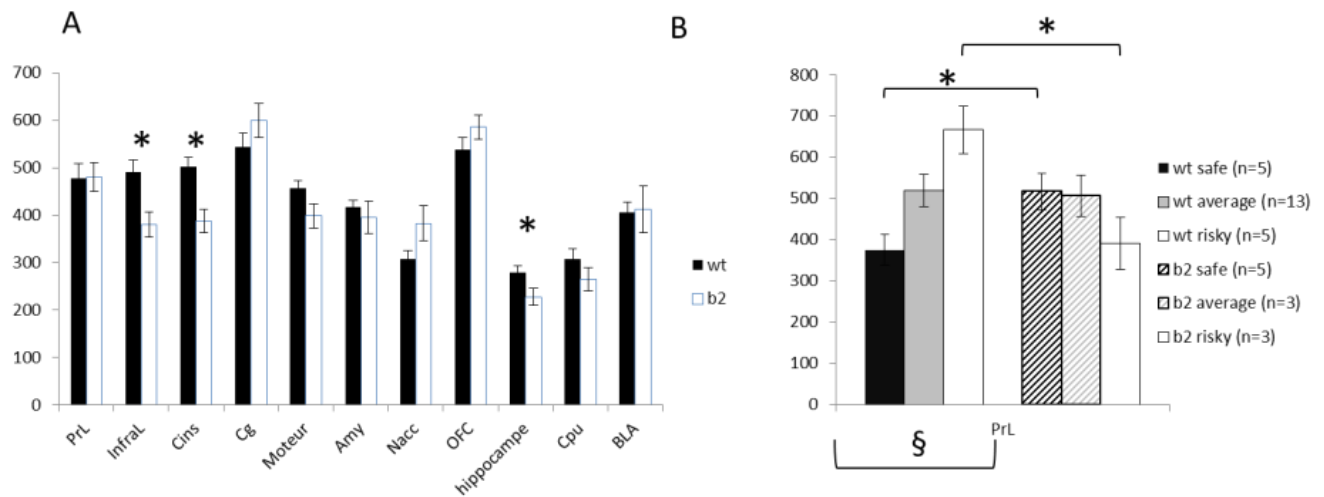 A
700
600
500
400
300
200
100
0
*
*
*
PrL
InfraL
Cins
Cg
Moteur
Amy
Nacc
OFC
hippocampe
Cpu
BLA
wt
b2
B
800
700
600
500
400
300
200
100
0
*
*
§
PrL
wt safe (n=5)
wt average (n=13)
wt risky (n=5)
b2 safe (n=5)
b2 average (n=3)
b2 risky (n=3)